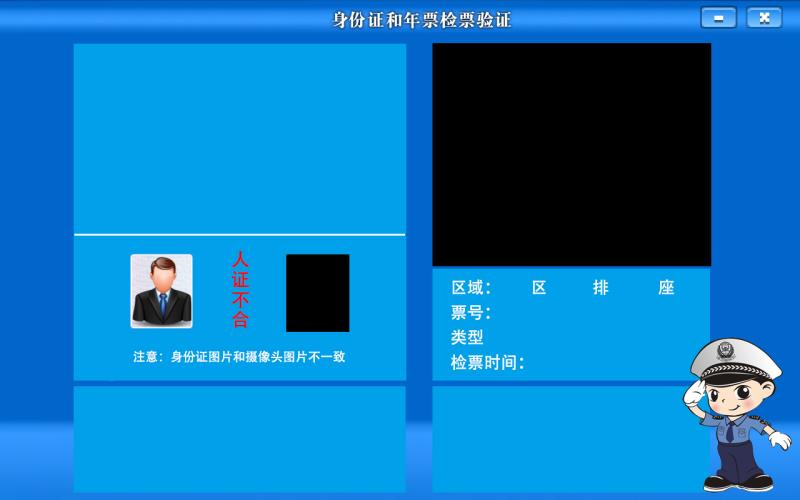 身份证和年票检票验证
人
证
不
合
注意：身份证图片和摄像头图片不一致
区域： 区 排 座
票号：
类型
检票时间：